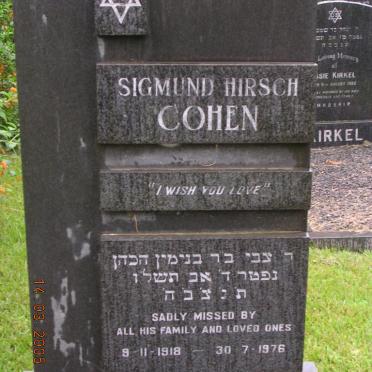 SIGMUND HIRSCH
COHEN
"I WISH YOU LOVE"
ר צבי בר בנימין הכהן
נפטר ד אב תשל ו
ת נ צ ב ה
SADLY MISSED BY
ALL HIS FAMILY AND LOVED ONES
9-11-1918 — 30-7-1976
KIRKEL
KIRKEL
14 03 2005